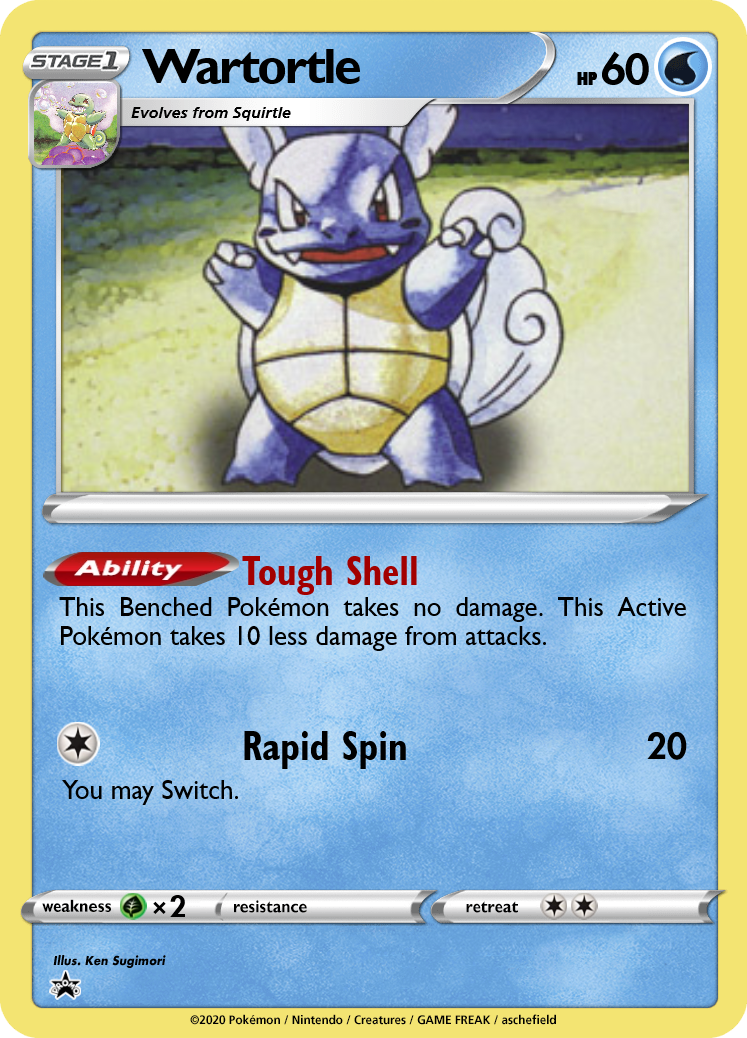 STAGE1
Wartortle
HP 60
Evolves from Squirtle
Ability Tough Shell
This Benched Pokémon takes no damage. This Active
Pokémon takes 10 less damage from attacks.
Rapid Spin 20
You may Switch.
weakness ×2 resistance retreat
Illus. Ken Sugimori
PROMO
©2020 Pokémon / Nintendo / Creatures / GAME FREAK / aschefield